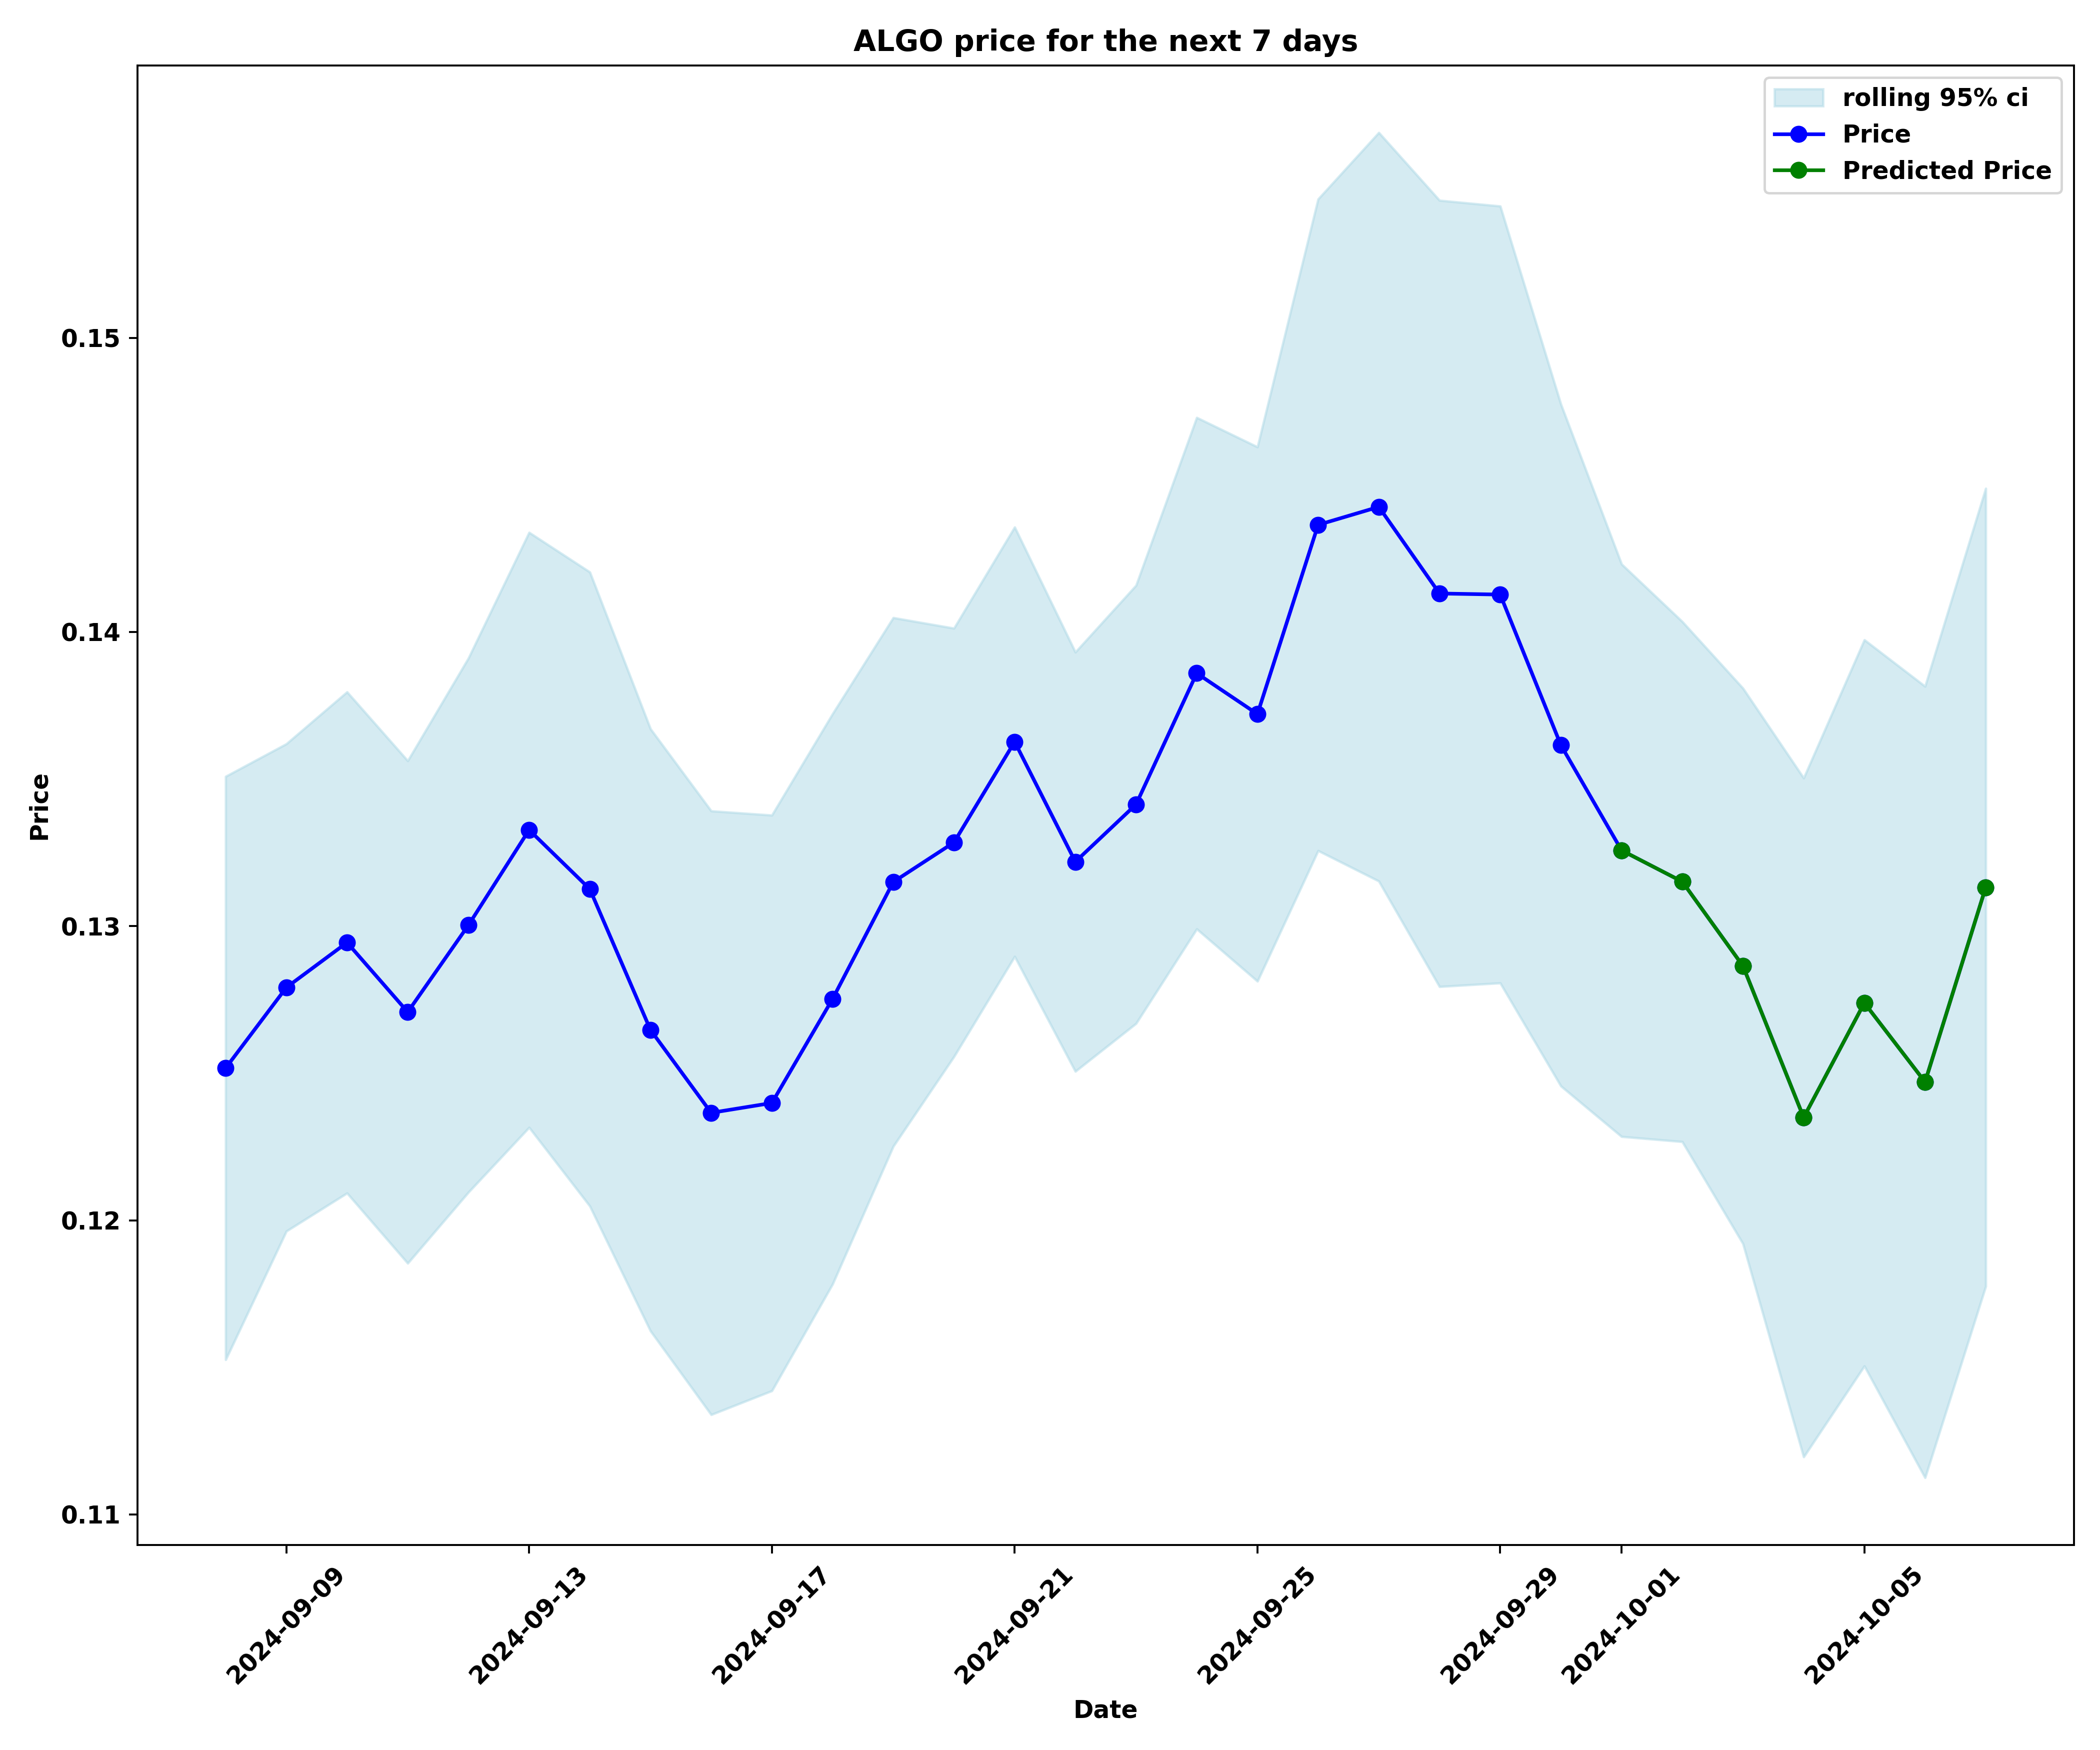 ALGO price for the next 7 days
rolling 95% ci
Price
Predicted Price
0.15
0.14
0.13
0.12
0.11
Price
2024-09-09
2024-09-13
2024-09-17
2024-09-21
2024-09-25
2024-09-29
2024-10-01
2024-10-05
Date